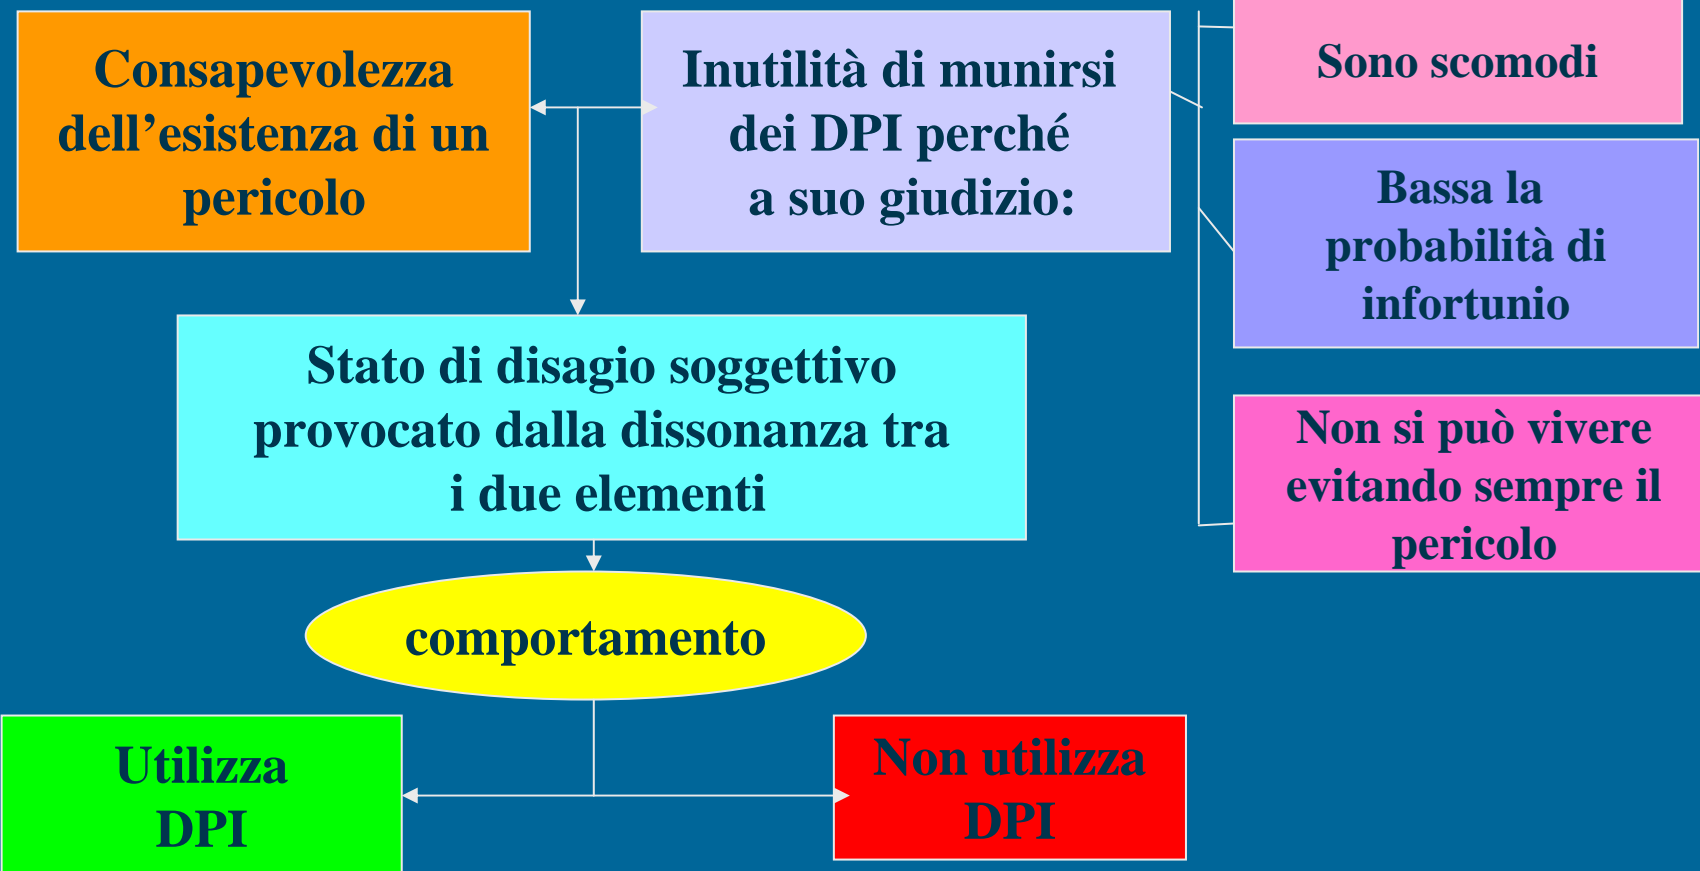 Consapevolezza
dell’esistenza di un
pericolo
Inutilità di munirsi
dei DPI perché
a suo giudizio:
Sono scomodi
Bassa la
probabilità di
infortunio
Non si può vivere
evitando sempre il
pericolo
Stato di disagio soggettivo
provocato dalla dissonanza tra
i due elementi
comportamento
Utilizza
DPI
Non utilizza
DPI